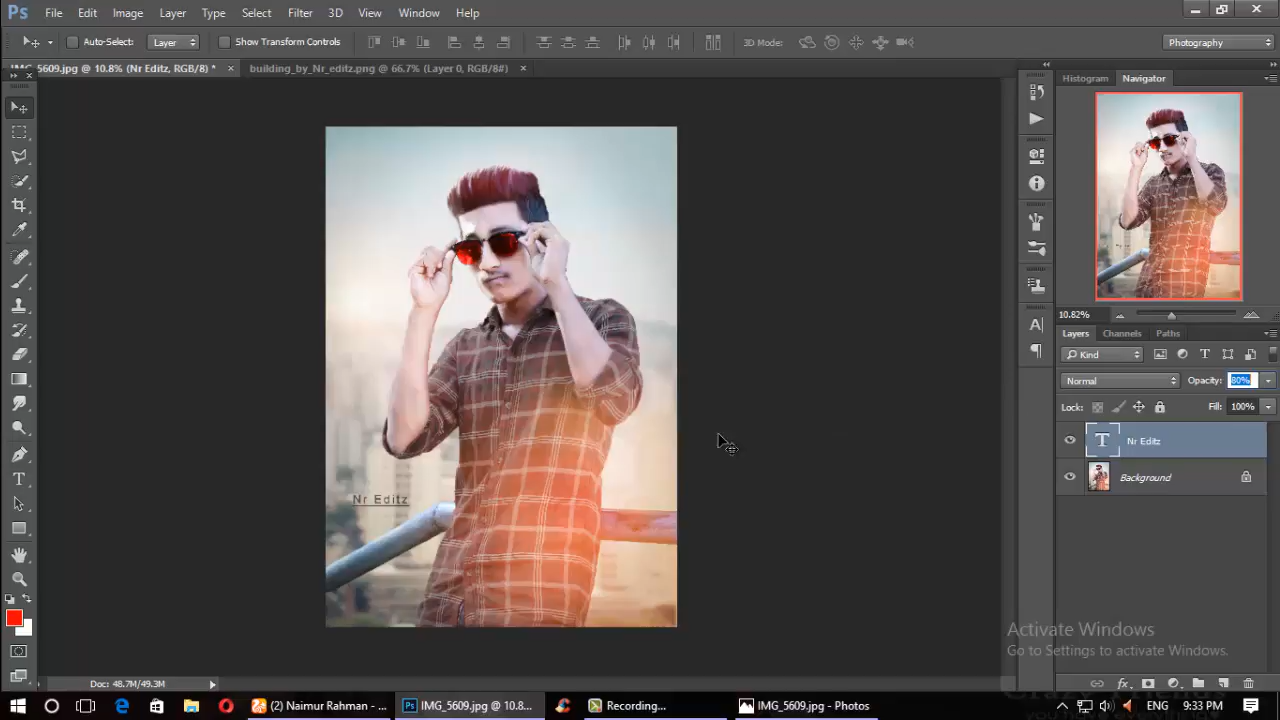 Ps File Edit Image Layer Type Select Filter 3D View Window Help
Auto-Select: Layer Show Transform Controls 3D Mode: Photography
IMG_5609.jpg @ 10.8% (Nr Editz, RGB/8) * × building_by_Nr_editz.png @ 66.7% (Layer 0, RGB/8#) ×
Histogram Navigator
10.82%
Layers Channels Paths
Kind
Normal Opacity: 80%
Lock: Fill: 100%
T Nr Editz
Background
Nr Editz
Activate Windows
Go to Settings to activate Windows.
Doc: 48.7M/49.3M
(2) Naimur Rahman - ... IMG_5609.jpg @ 10.8... Recording... IMG_5609.jpg - Photos ENG 9:33 PM